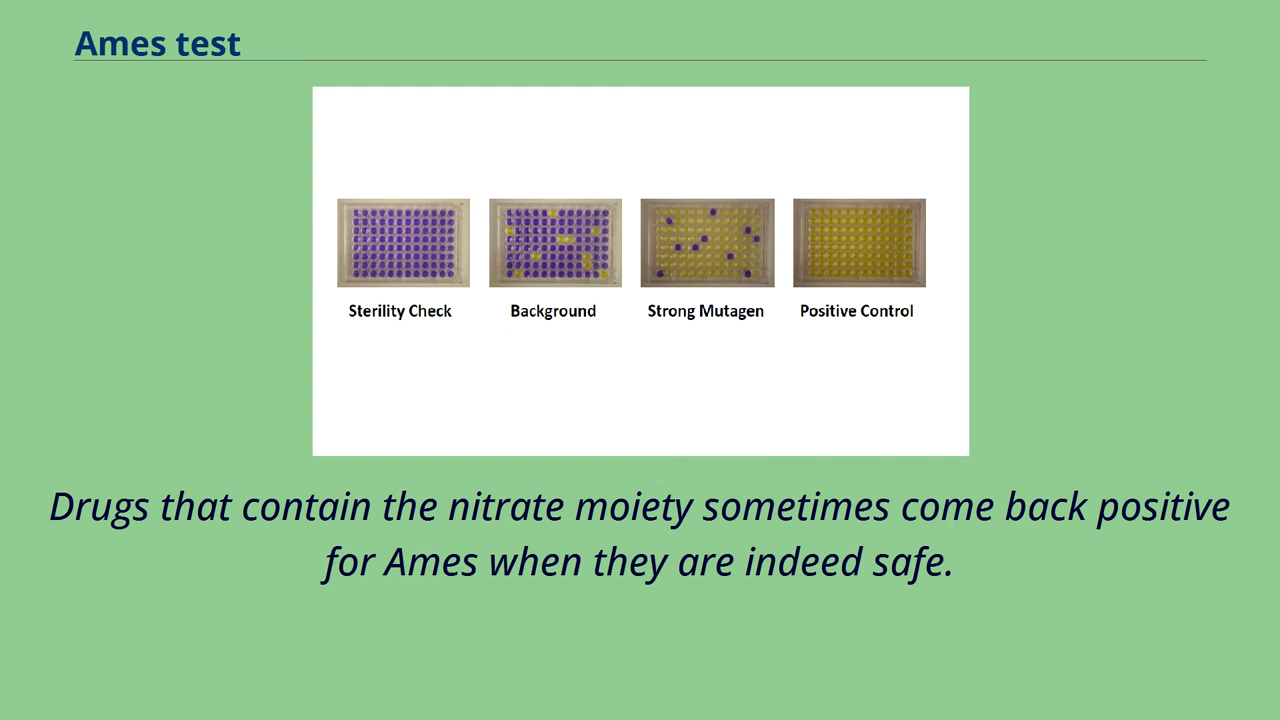 Ames test
Sterility Check
Background
Strong Mutagen
Positive Control
Drugs that contain the nitrate moiety sometimes come back positive
for Ames when they are indeed safe.